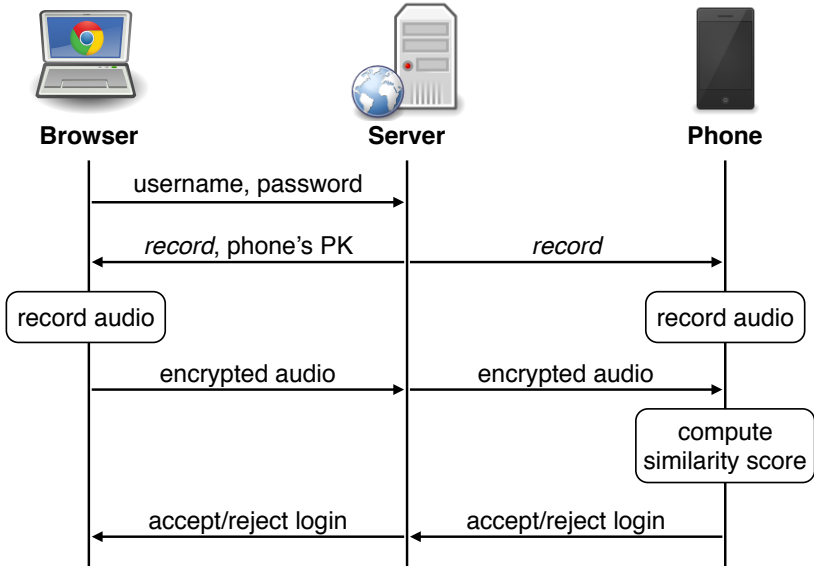 Browser
Server
Phone
username, password
record, phone's PK
record
record audio
record audio
encrypted audio
encrypted audio
compute
similarity score
accept/reject login
accept/reject login